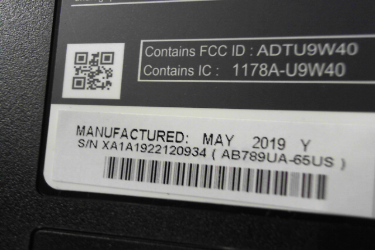 Contains FCC ID : ADTU9W40
Contains IC : 1178A-U9W40
MANUFACTURED: MAY 2019 Y
S/N XA1A1922120934 ( AB789UA-65US )